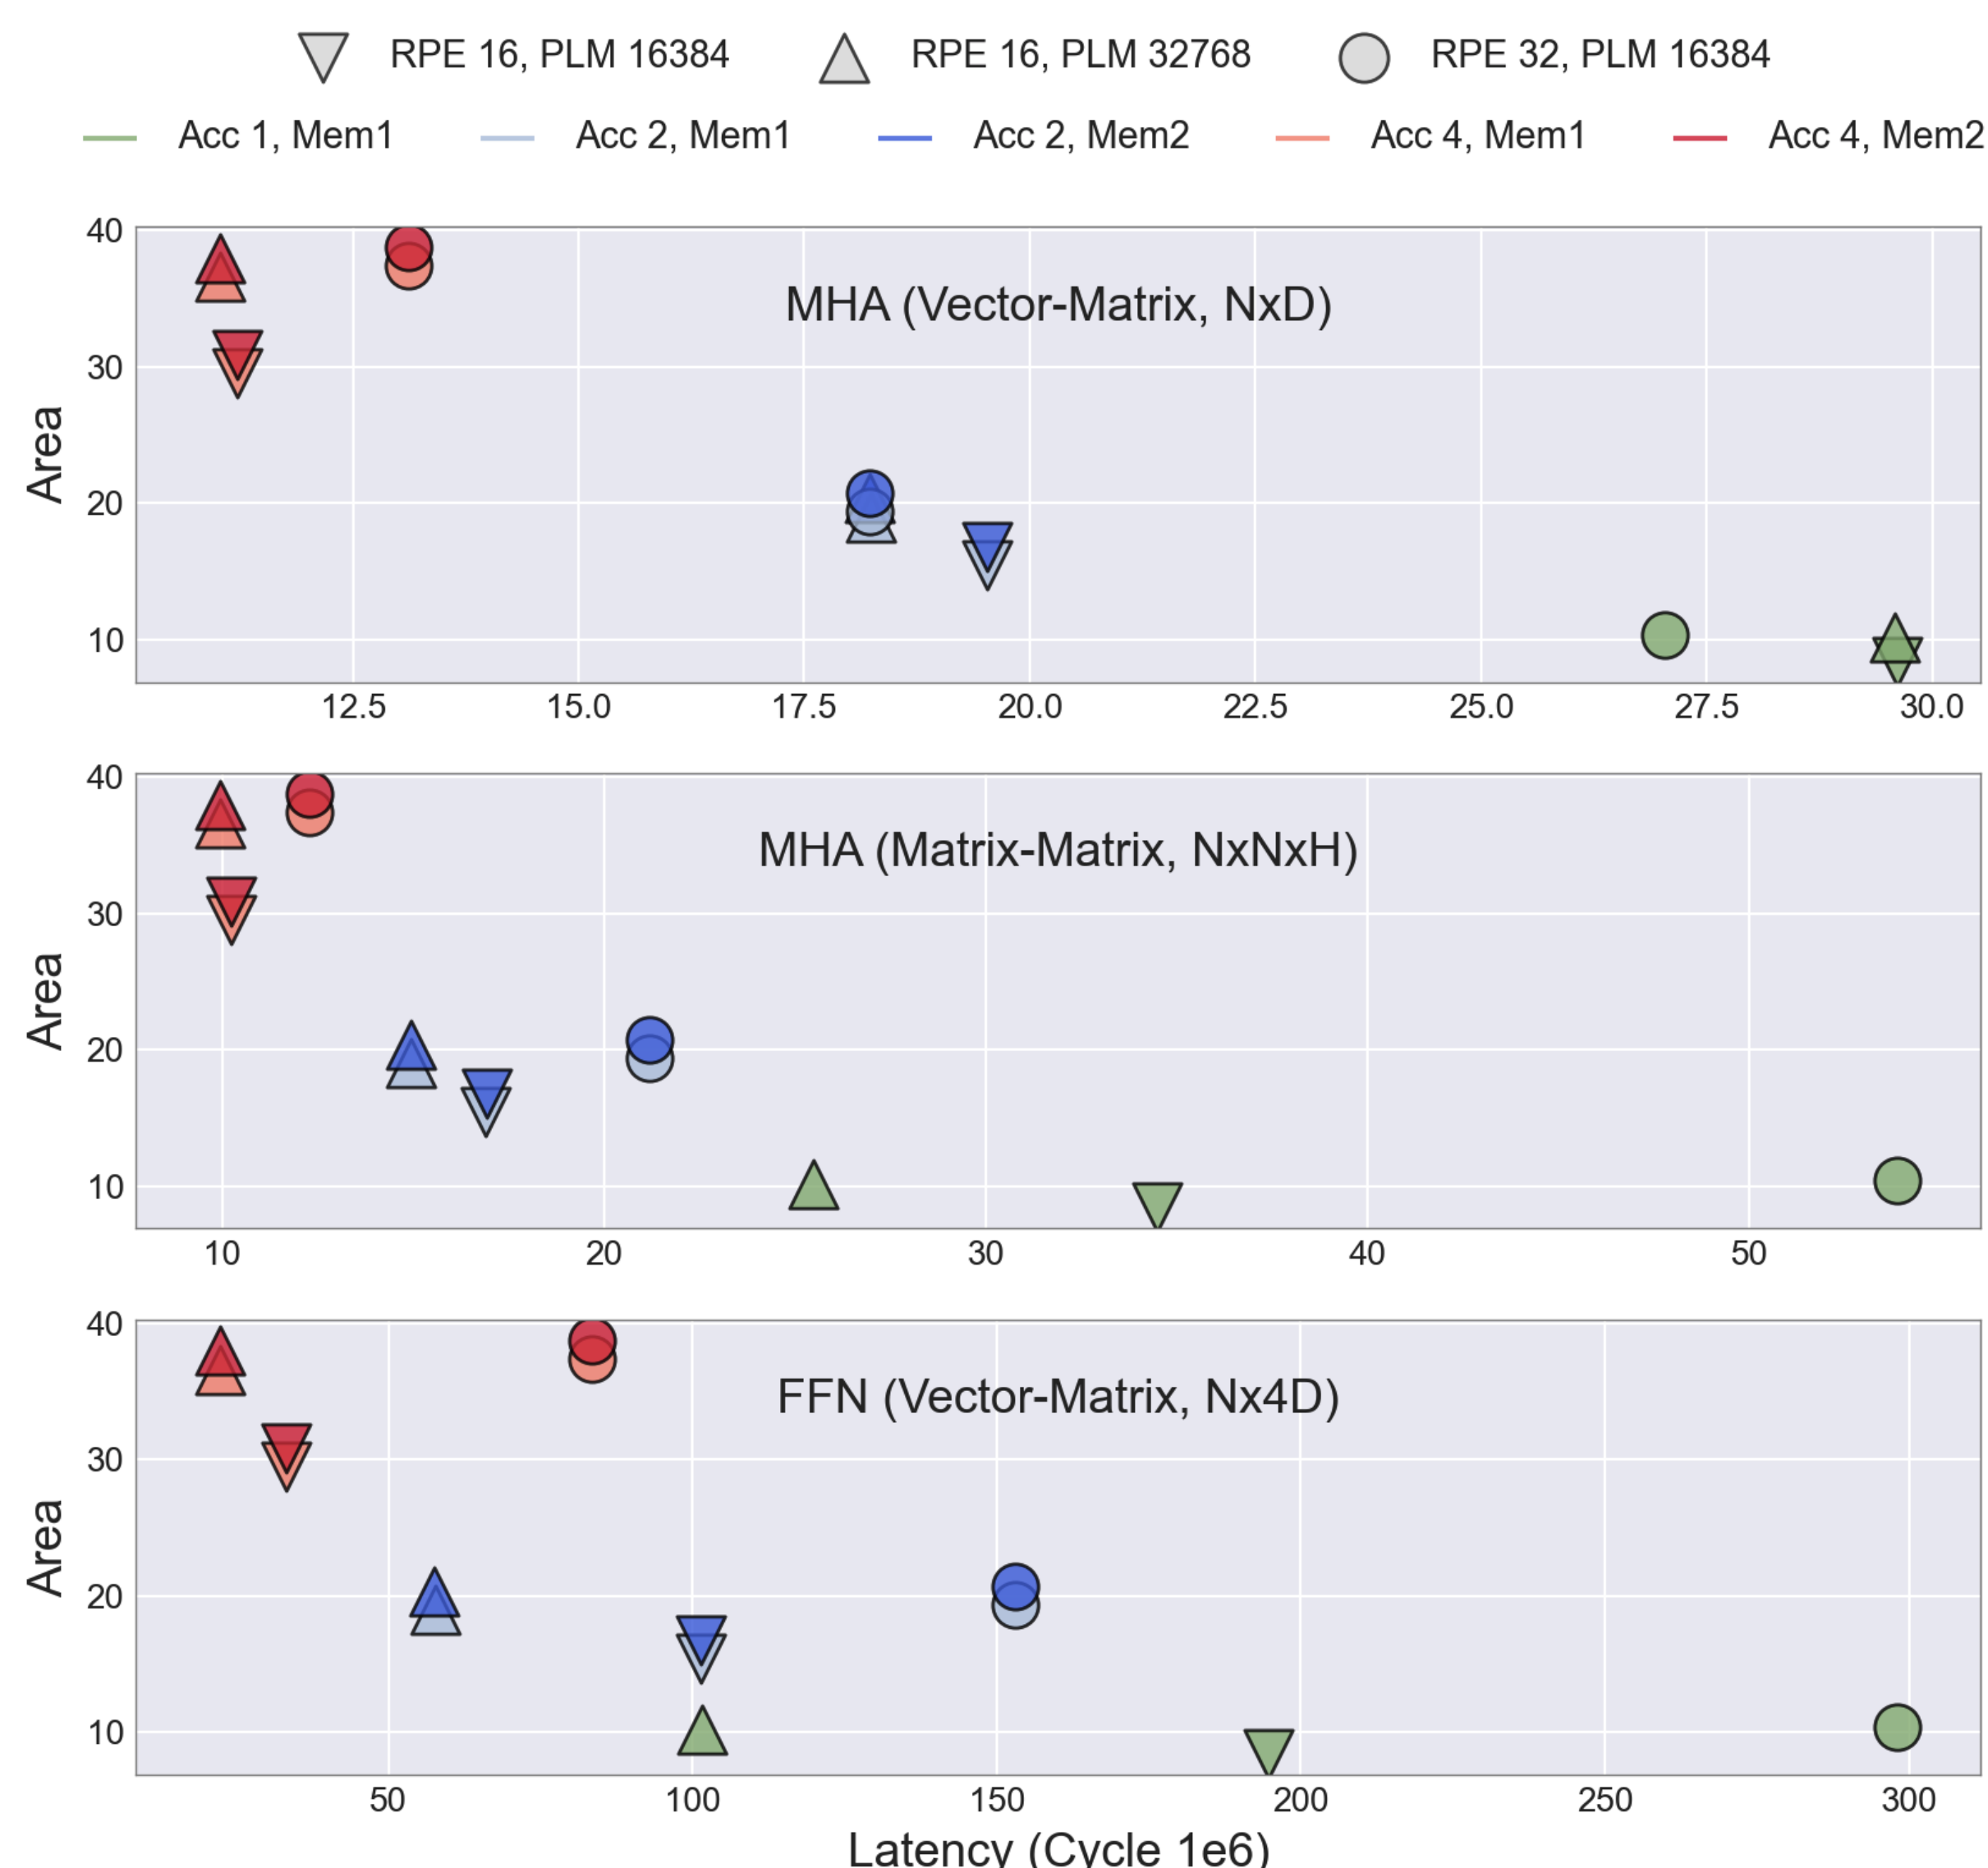 RPE 16, PLM 16384 RPE 16, PLM 32768 RPE 32, PLM 16384
Acc 1, Mem1 Acc 2, Mem1 Acc 2, Mem2 Acc 4, Mem1 Acc 4, Mem2
40
MHA (Vector-Matrix, NxD)
30
Area
20
10
12.5 15.0 17.5 20.0 22.5 25.0 27.5 30.0
40
MHA (Matrix-Matrix, NxNxH)
30
Area
20
10
10 20 30 40 50
40
FFN (Vector-Matrix, Nx4D)
30
Area
20
10
50 100 150 200 250 300
Latency (Cycle 1e6)